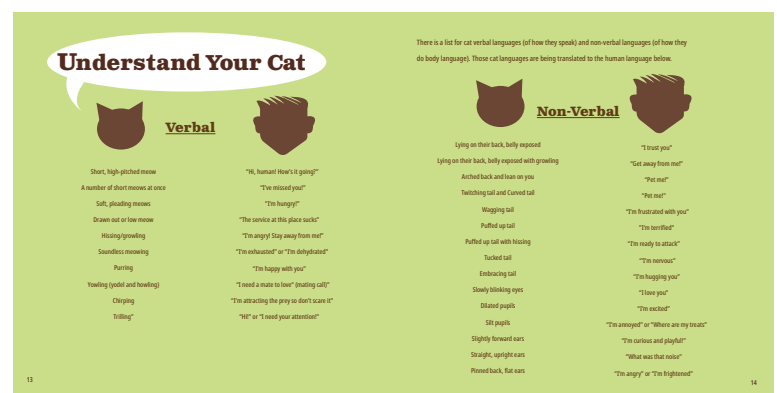 Understand Your Cat
Verbal
Short, high-pitched meow "Hi, human! How's it going?"
A number of short meows at once "I've missed you!"
Soft, pleading meows "I'm hungry!"
Drawn out or low meow "The service at this place sucks"
Hissing/growling "I'm angry! Stay away from me!"
Soundless meowing "I'm exhausted" or "I'm dehydrated"
Purring "I'm happy with you"
Yowling (yodel and howling) "I need a mate to love" (mating call)"
Chirping "I'm attracting the prey so don't scare it"
Trilling" "Hi!" or "I need your attention!"
13
There is a list for cat verbal languages (of how they speak) and non-verbal languages (of how they
do body language). Those cat languages are being translated to the human language below.
Non-Verbal
Lying on their back, belly exposed "I trust you"
Lying on their back, belly exposed with growling "Get away from me!"
Arched back and lean on you "Pet me!"
Twitching tail and Curved tail "Pet me!"
Wagging tail "I'm frustrated with you"
Puffed up tail "I'm terrified"
Puffed up tail with hissing "I'm ready to attack"
Tucked tail "I'm nervous"
Embracing tail "I'm hugging you"
Slowly blinking eyes "I love you"
Dilated pupils "I'm excited"
Silt pupils "I'm annoyed" or "Where are my treats"
Slightly forward ears "I'm curious and playful!"
Straight, upright ears "What was that noise"
Pinned back, flat ears "I'm angry" or "I'm frightened"
14